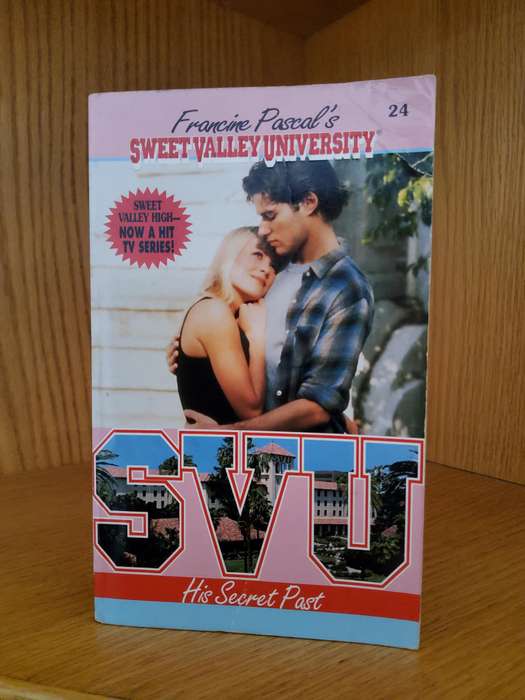 Francine Pascal's
24
SWEET VALLEY UNIVERSITY
SWEET
VALLEY HIGH—
NOW A HIT
TV SERIES!
SVU
His Secret Past